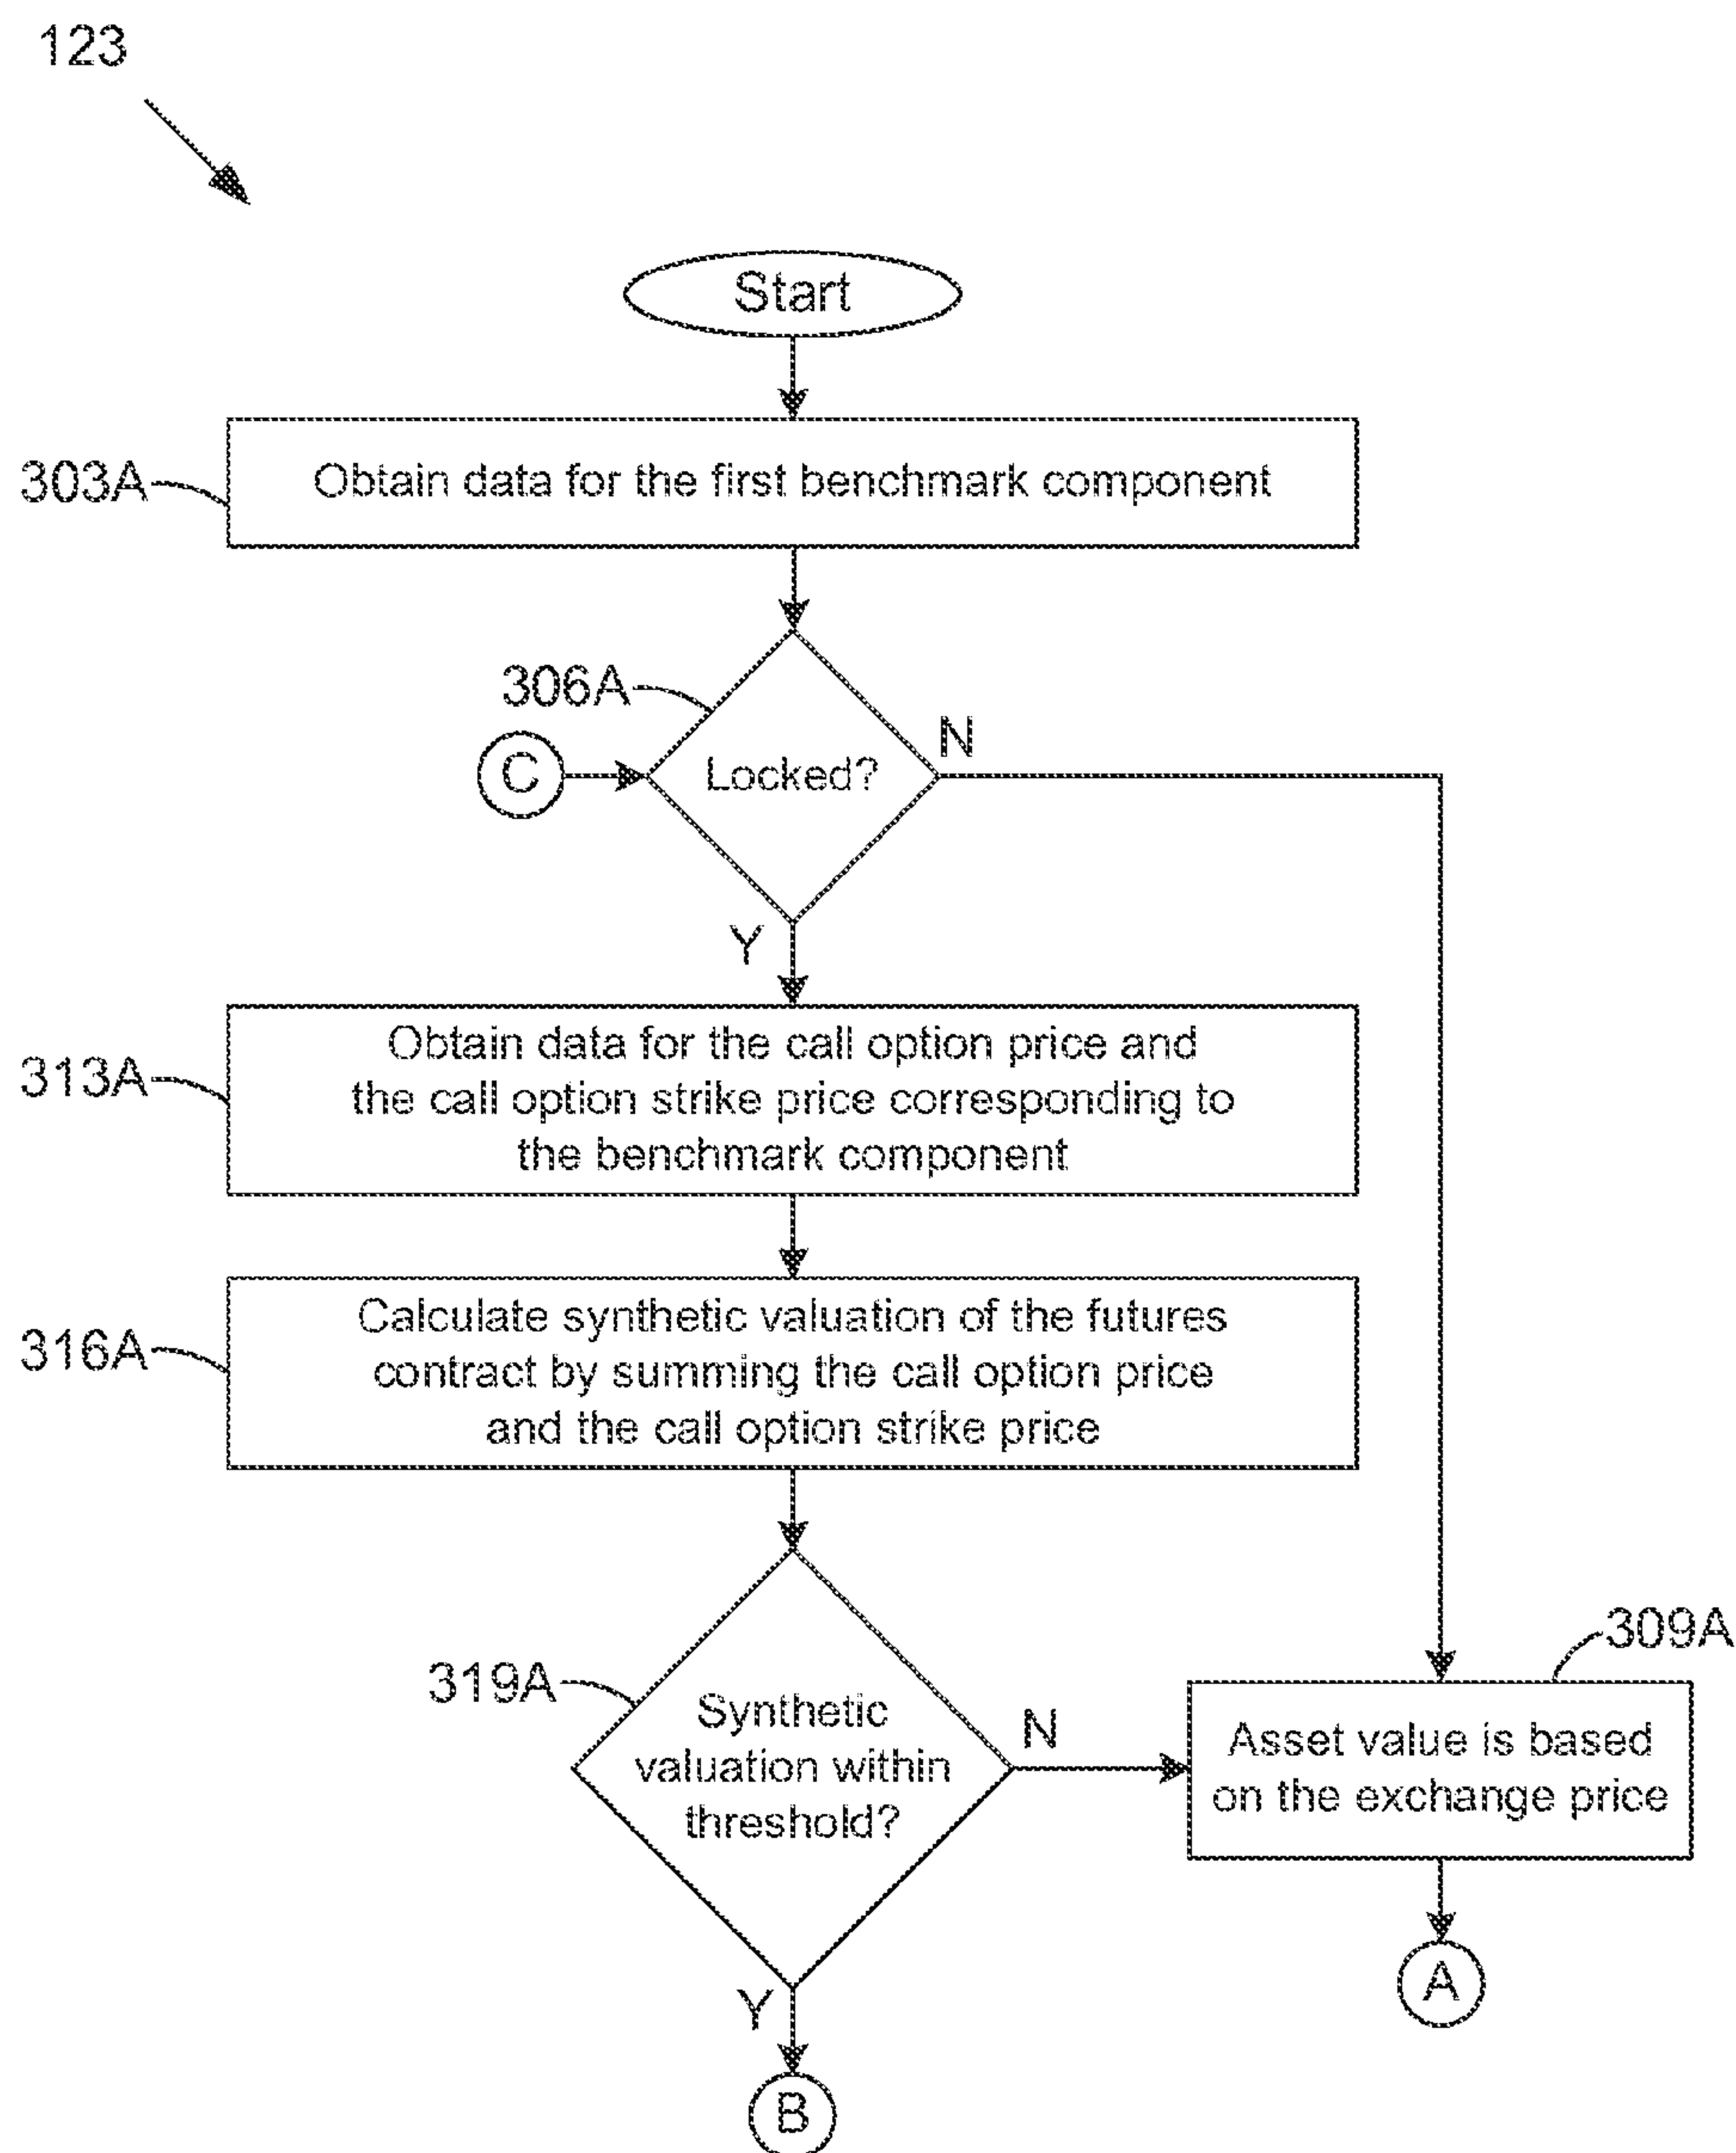 123
Start
303A
Obtain data for the first benchmark component
306A
N
C
Locked?
Y
313A
Obtain data for the call option price and
the call option strike price corresponding to
the benchmark component
316A
Calculate synthetic valuation of the futures
contract by summing the call option price
and the call option strike price
309A
319A
Synthetic
valuation within
threshold?
N
Asset value is based
on the exchange price
Y
A
B